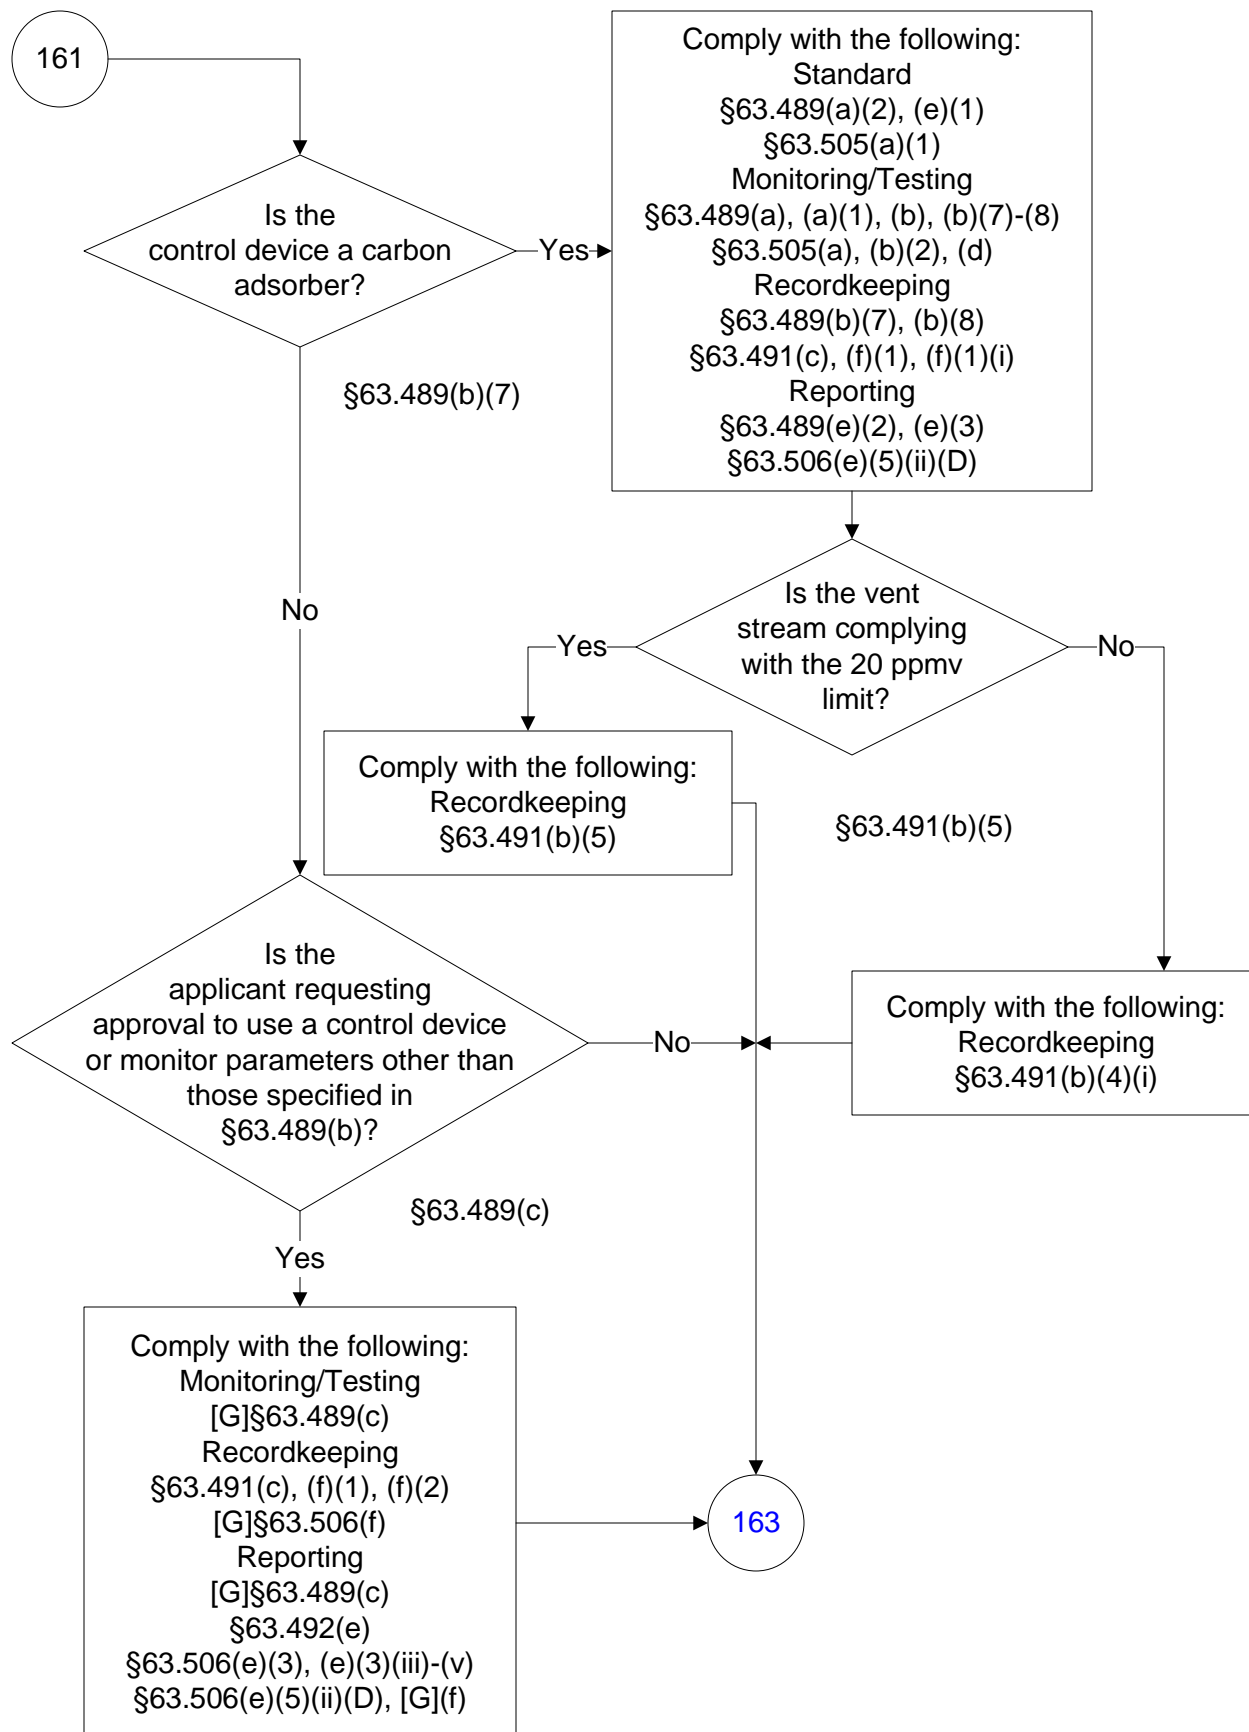 161
Is the
control device a carbon
adsorber?
Yes
Comply with the following:
Standard
§63.489(a)(2), (e)(1)
§63.505(a)(1)
Monitoring/Testing
§63.489(a), (a)(1), (b), (b)(7)-(8)
§63.505(a), (b)(2), (d)
Recordkeeping
§63.489(b)(7), (b)(8)
§63.491(c), (f)(1), (f)(1)(i)
Reporting
§63.489(e)(2), (e)(3)
§63.506(e)(5)(ii)(D)
§63.489(b)(7)
No
Is the vent
stream complying
with the 20 ppmv
limit?
Yes
No
Comply with the following:
Recordkeeping
§63.491(b)(5)
§63.491(b)(5)
Comply with the following:
Recordkeeping
§63.491(b)(4)(i)
Is the
applicant requesting
approval to use a control device
or monitor parameters other than
those specified in
§63.489(b)?
No
§63.489(c)
Yes
Comply with the following:
Monitoring/Testing
[G]§63.489(c)
Recordkeeping
§63.491(c), (f)(1), (f)(2)
[G]§63.506(f)
Reporting
[G]§63.489(c)
§63.492(e)
§63.506(e)(3), (e)(3)(iii)-(v)
§63.506(e)(5)(ii)(D), [G](f)
163